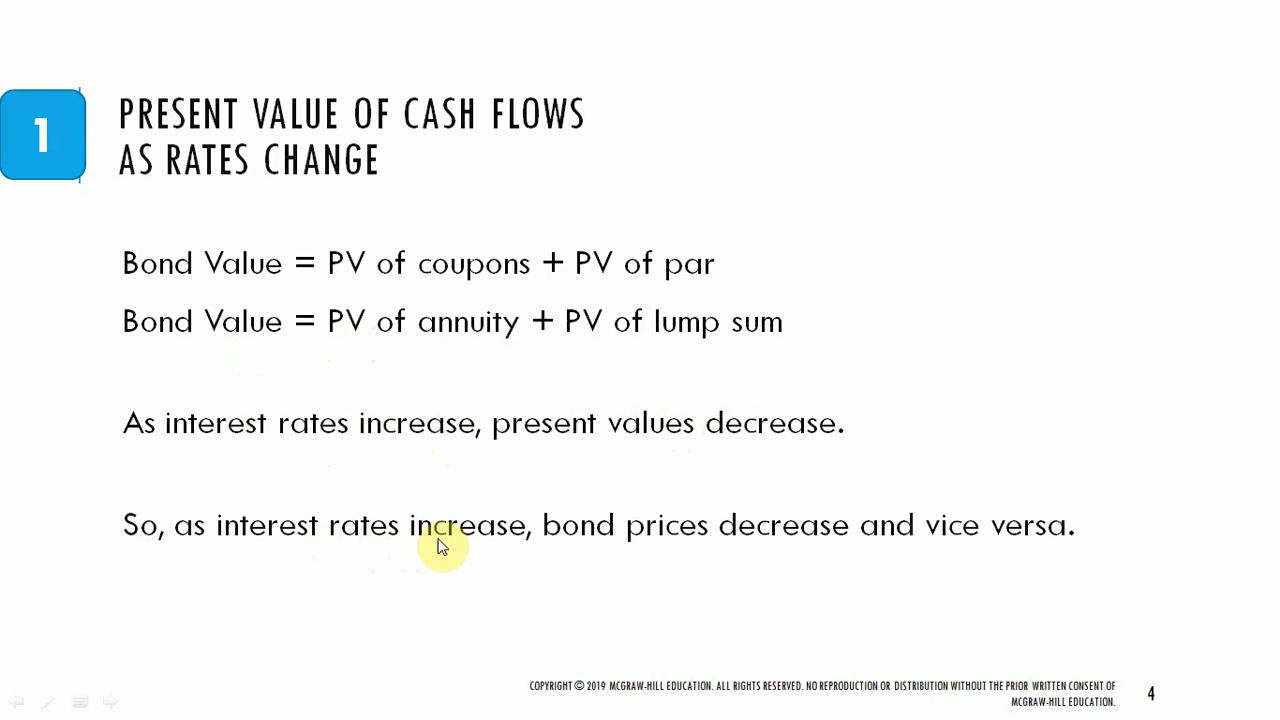 1
PRESENT VALUE OF CASH FLOWS
AS RATES CHANGE
Bond Value = PV of coupons + PV of par
Bond Value = PV of annuity + PV of lump sum
As interest rates increase, present values decrease.
So, as interest rates increase, bond prices decrease and vice versa.
COPYRIGHT © 2019 MCGRAW-HILL EDUCATION. ALL RIGHTS RESERVED. NO REPRODUCTION OR DISTRIBUTION WITHOUT THE PRIOR WRITTEN CONSENT OF
MCGRAW-HILL EDUCATION.
4